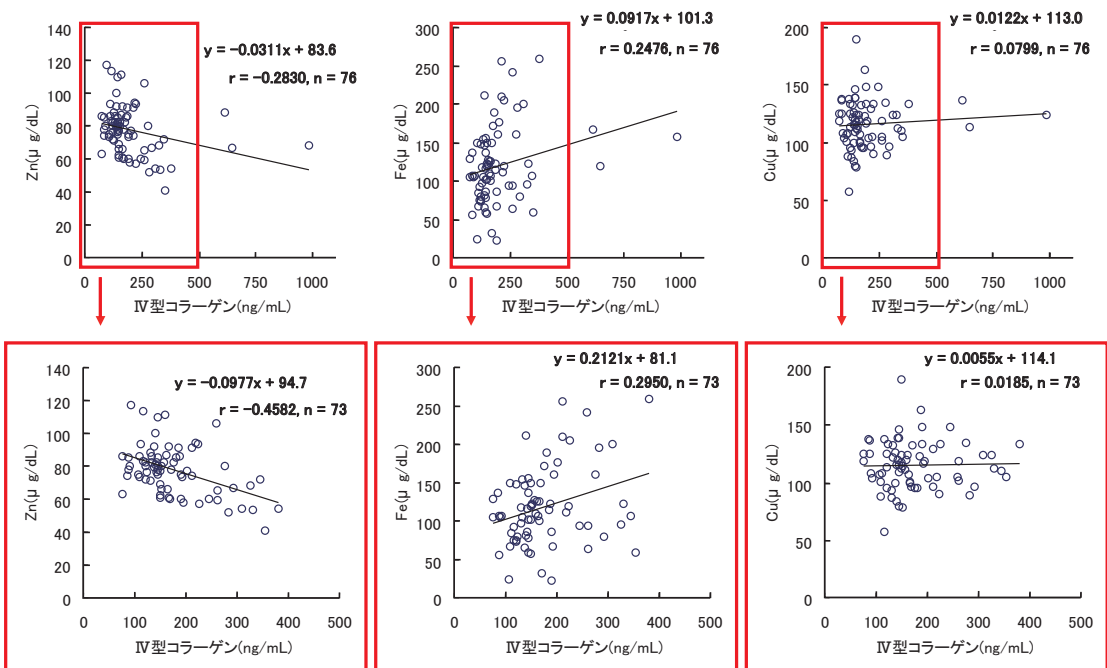 y = −0.0311x + 83.6
r = −0.2830, n = 76
Zn(μ g/dL)
140
120
100
80
60
40
20
0
0 250 500 750 1000
Ⅳ型コラーゲン(ng/mL)
y = 0.0917x + 101.3
r = 0.2476, n = 76
Fe(μ g/dL)
300
250
200
150
100
50
0
0 250 500 750 1000
Ⅳ型コラーゲン(ng/mL)
y = 0.0122x + 113.0
r = 0.0799, n = 76
Cu(μ g/dL)
200
150
100
50
0
0 250 500 750 1000
Ⅳ型コラーゲン(ng/mL)
y = −0.0977x + 94.7
r = −0.4582, n = 73
Zn(μ g/dL)
140
120
100
80
60
40
20
0
0 100 200 300 400 500
Ⅳ型コラーゲン(ng/mL)
y = 0.2121x + 81.1
r = 0.2950, n = 73
Fe(μ g/dL)
300
250
200
150
100
50
0
0 100 200 300 400 500
Ⅳ型コラーゲン(ng/mL)
y = 0.0055x + 114.1
r = 0.0185, n = 73
Cu(μ g/dL)
200
150
100
50
0
0 100 200 300 400 500
Ⅳ型コラーゲン(ng/mL)